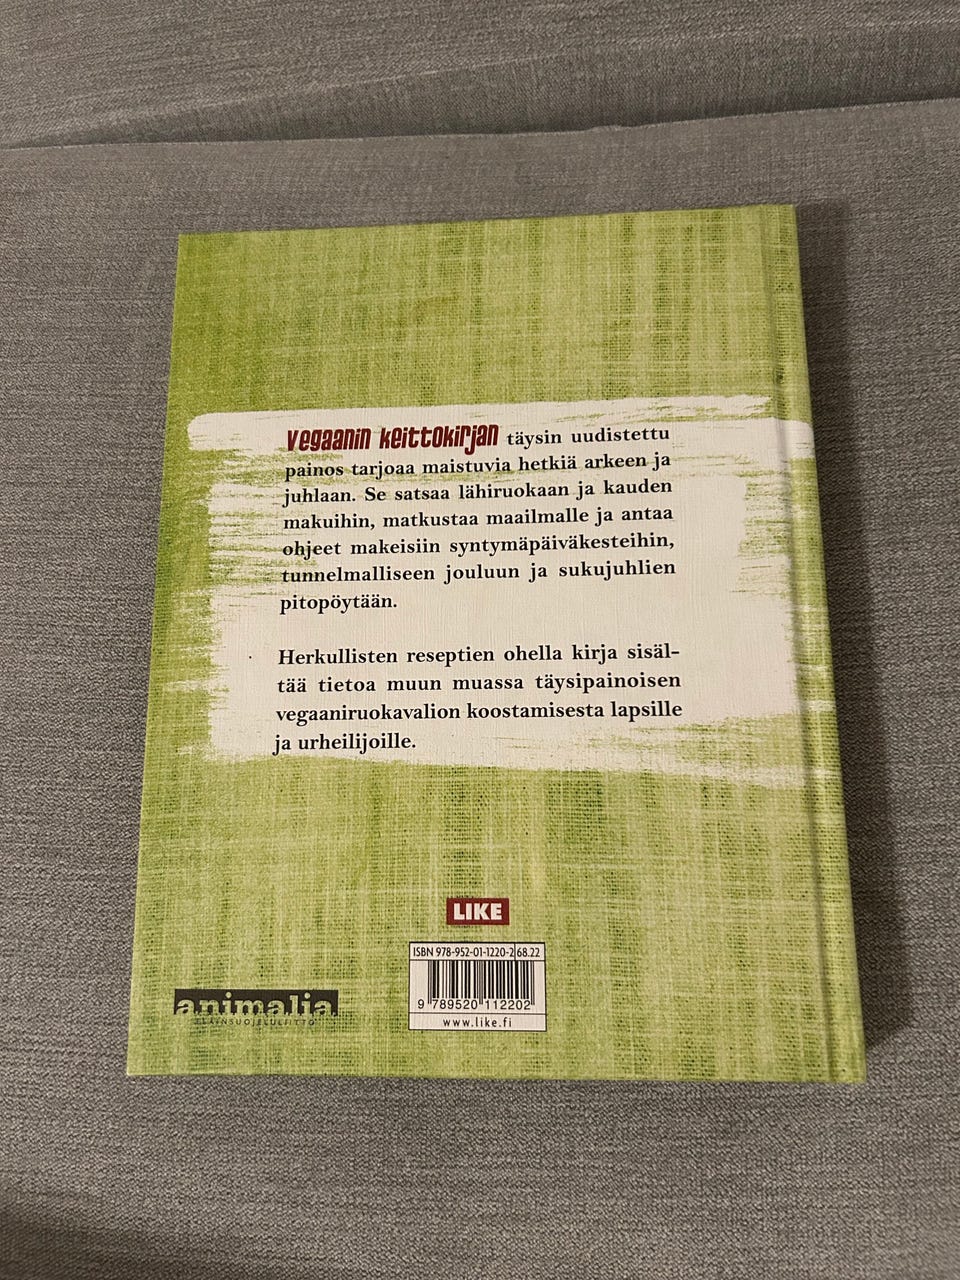 Vegaanin keittokirjan täysin uudistettu
painos tarjoaa maistuvia hetkiä arkeen ja
juhlaan. Se satsaa lähiruokaan ja kauden
makuihin, matkustaa maailmalle ja antaa
ohjeet makeisiin syntymäpäiväkesteihin,
tunnelmalliseen jouluun ja sukujuhlien
pitopöytään.
Herkullisten reseptien ohella kirja sisäl-
tää tietoa muun muassa täysipainoisen
vegaaniruokavalion koostamisesta lapsille
ja urheilijoille.
LIKE
ISBN 978-952-01-1220-2 68.22
9 789520 112202
www.like.fi
animalia
ELÄINSUOJELULIITTO